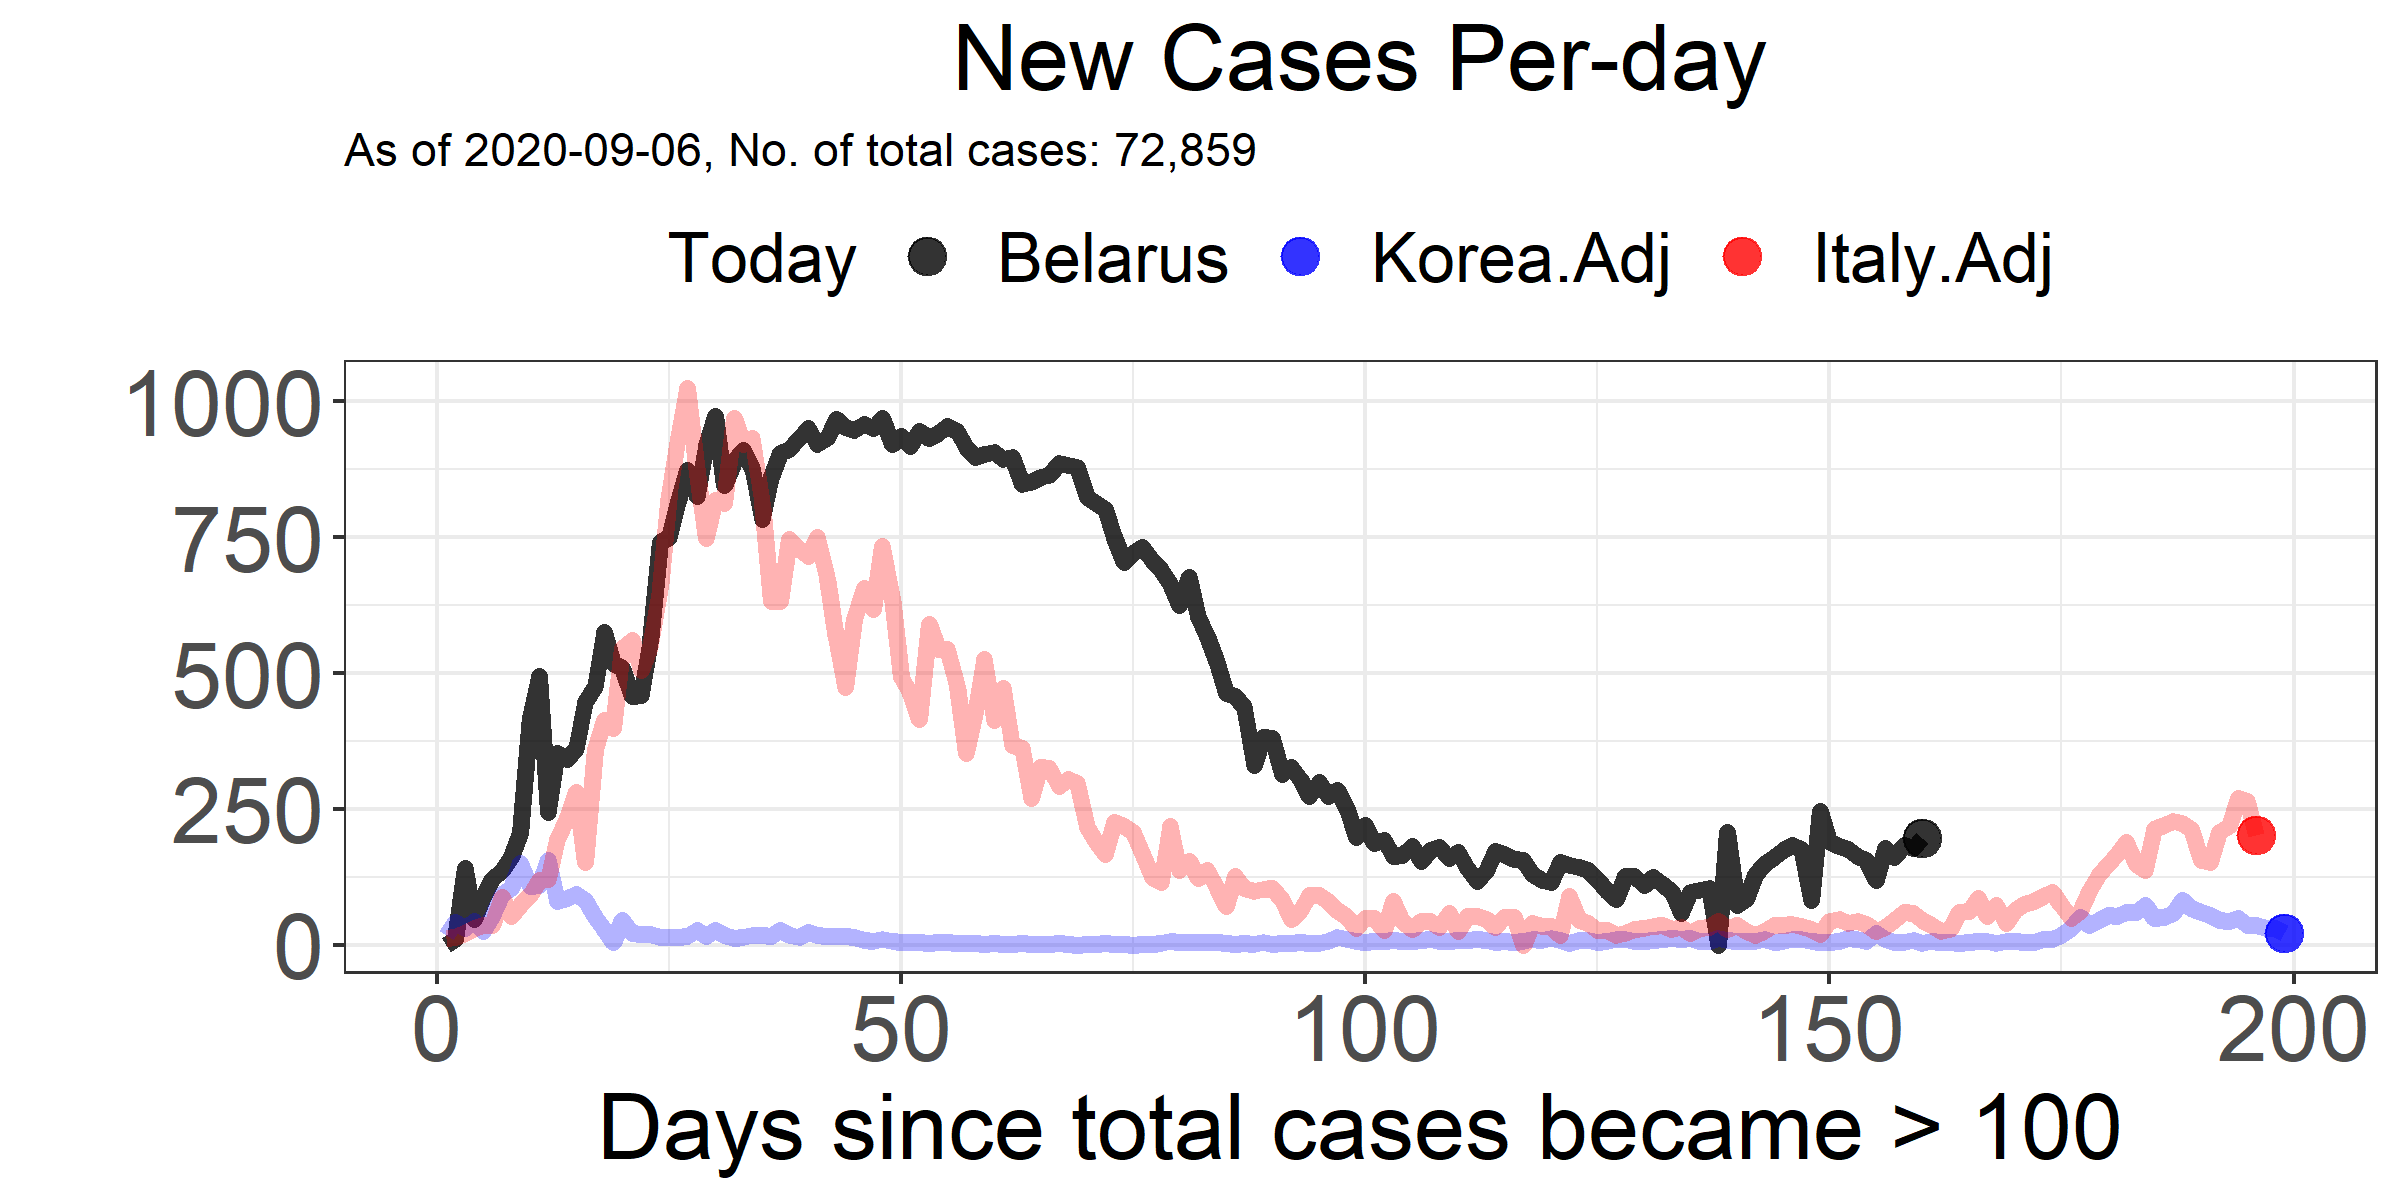 New Cases Per-day
As of 2020-09-06, No. of total cases: 72,859
Today Belarus Korea.Adj Italy.Adj
1000
750
500
250
0
0 50 100 150 200
Days since total cases became > 100